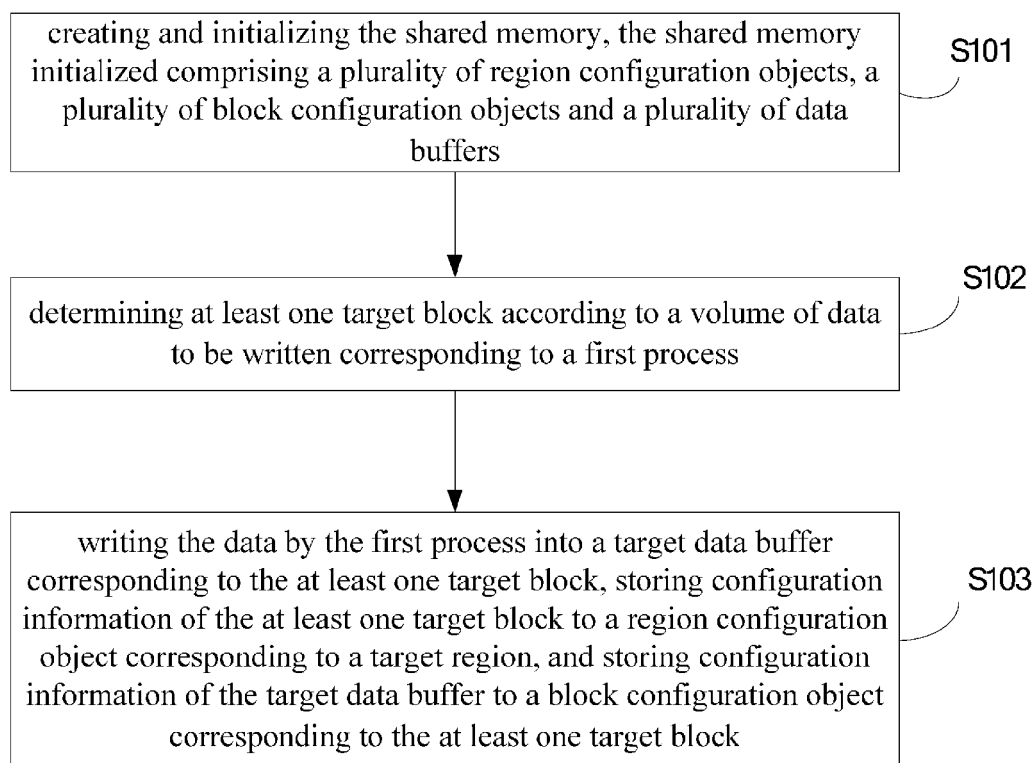 creating and initializing the shared memory, the shared memory
initialized comprising a plurality of region configuration objects, a
plurality of block configuration objects and a plurality of data
buffers
S101
determining at least one target block according to a volume of data
to be written corresponding to a first process
S102
writing the data by the first process into a target data buffer
corresponding to the at least one target block, storing configuration
information of the at least one target block to a region configuration
object corresponding to a target region, and storing configuration
information of the target data buffer to a block configuration object
corresponding to the at least one target block
S103